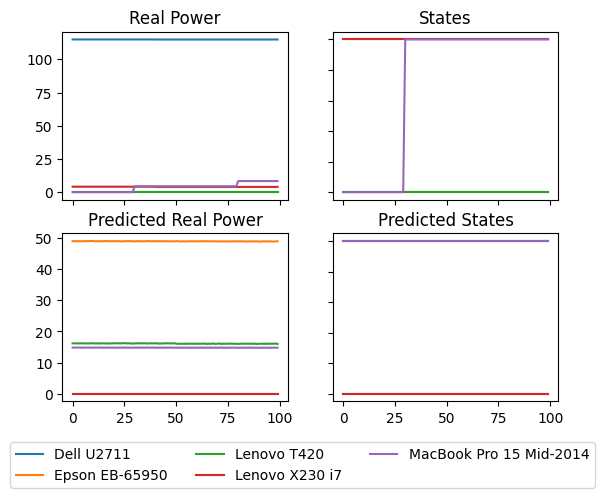 Real Power
States
100
75
50
25
0
Predicted Real Power
Predicted States
50
40
30
20
10
0
0 25 50 75 100
0 25 50 75 100
Dell U2711
Epson EB-65950
Lenovo T420
Lenovo X230 i7
MacBook Pro 15 Mid-2014